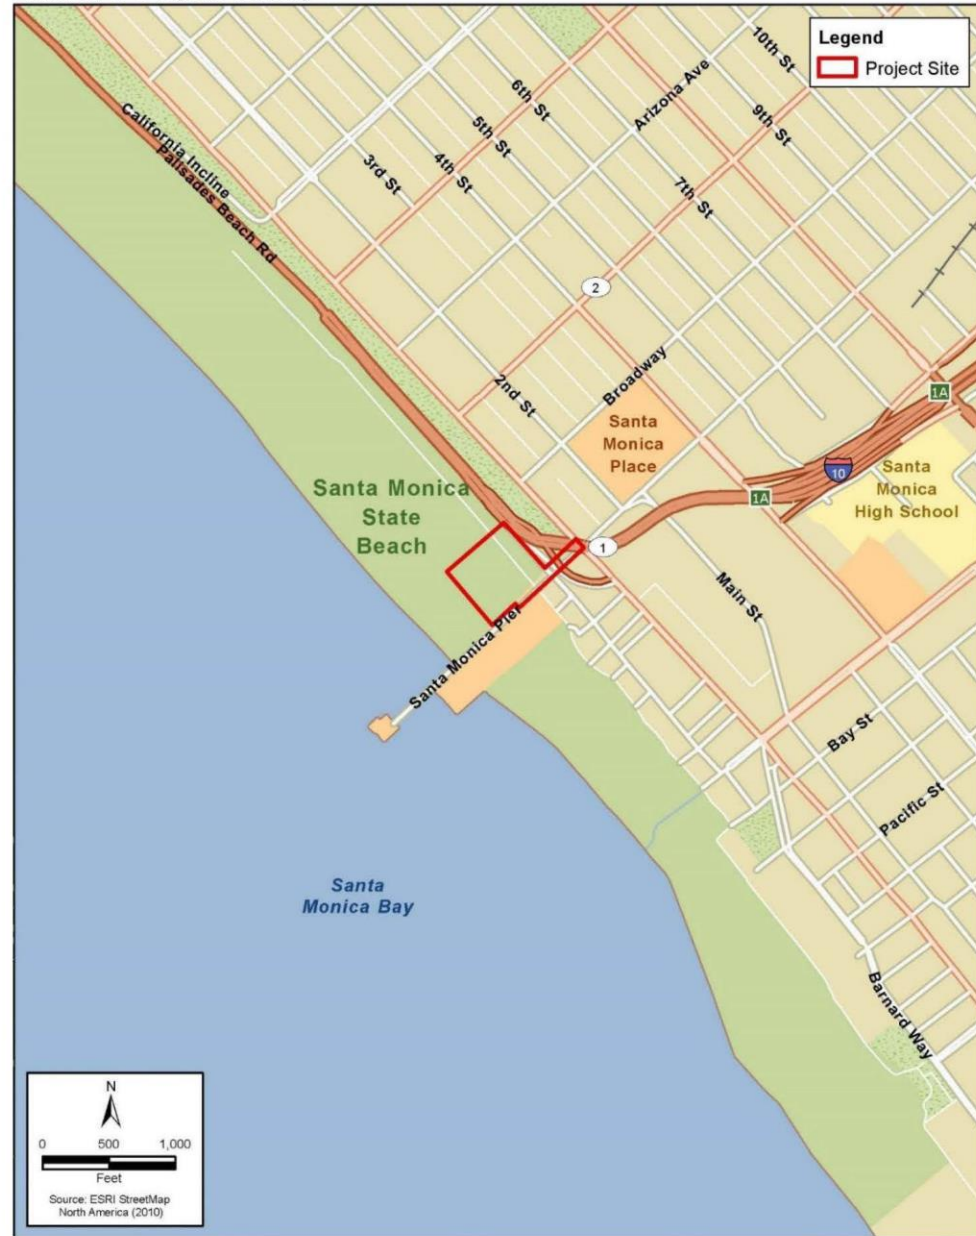 Legend
Project Site
10th St
Arizona Ave
6th St
9th St
5th St
California Incline
Palisades Beach Rd
4th St
3rd St
7th St
2
Broadway
2nd St
1A
Santa
Monica
Place
10
Santa
Monica
High School
1A
Santa Monica
State
Beach
1
Main St
Santa Monica Pier
Bay St
Pacific St
Santa
Monica Bay
Barnard Way
N
0 500 1,000
Feet
Source: ESRI StreetMap
North America (2010)